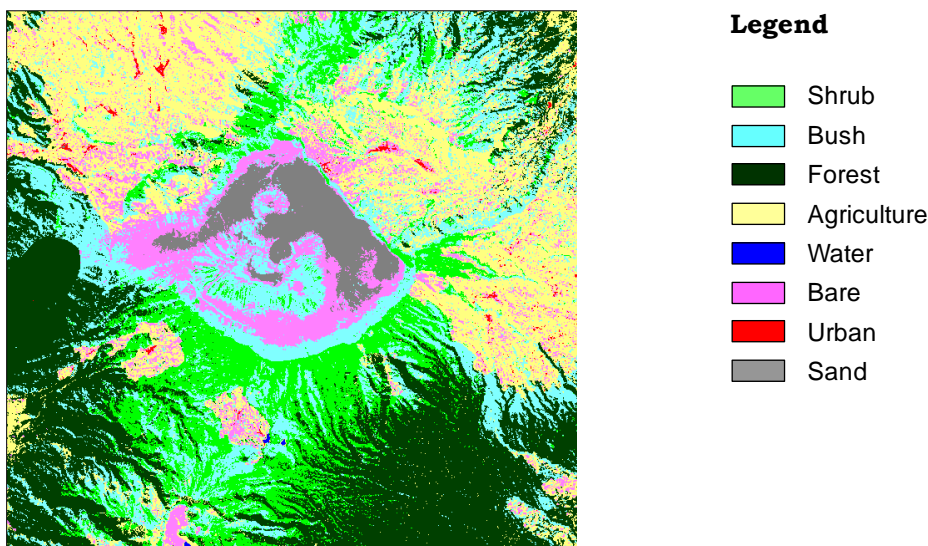 Legend
Shrub
Bush
Forest
Agriculture
Water
Bare
Urban
Sand